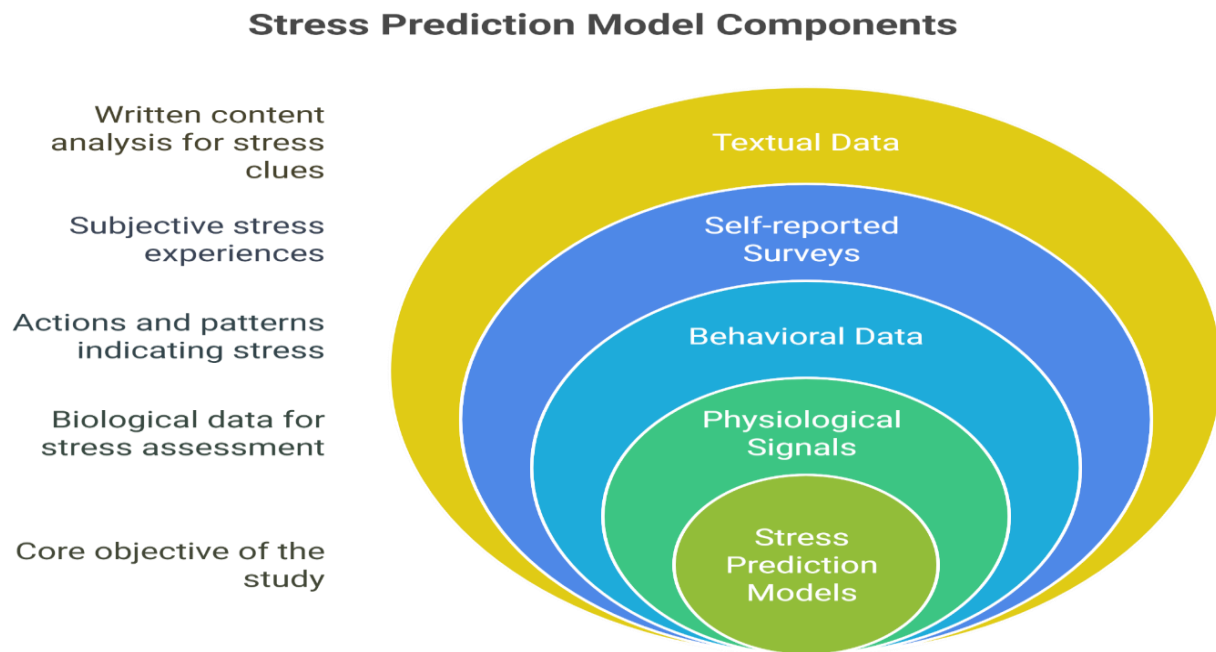 Stress Prediction Model Components
Written content
analysis for stress
clues
Textual Data
Subjective stress
experiences
Self-reported
Surveys
Actions and patterns
indicating stress
Behavioral Data
Biological data for
stress assessment
Physiological
Signals
Core objective of the
study
Stress
Prediction
Models